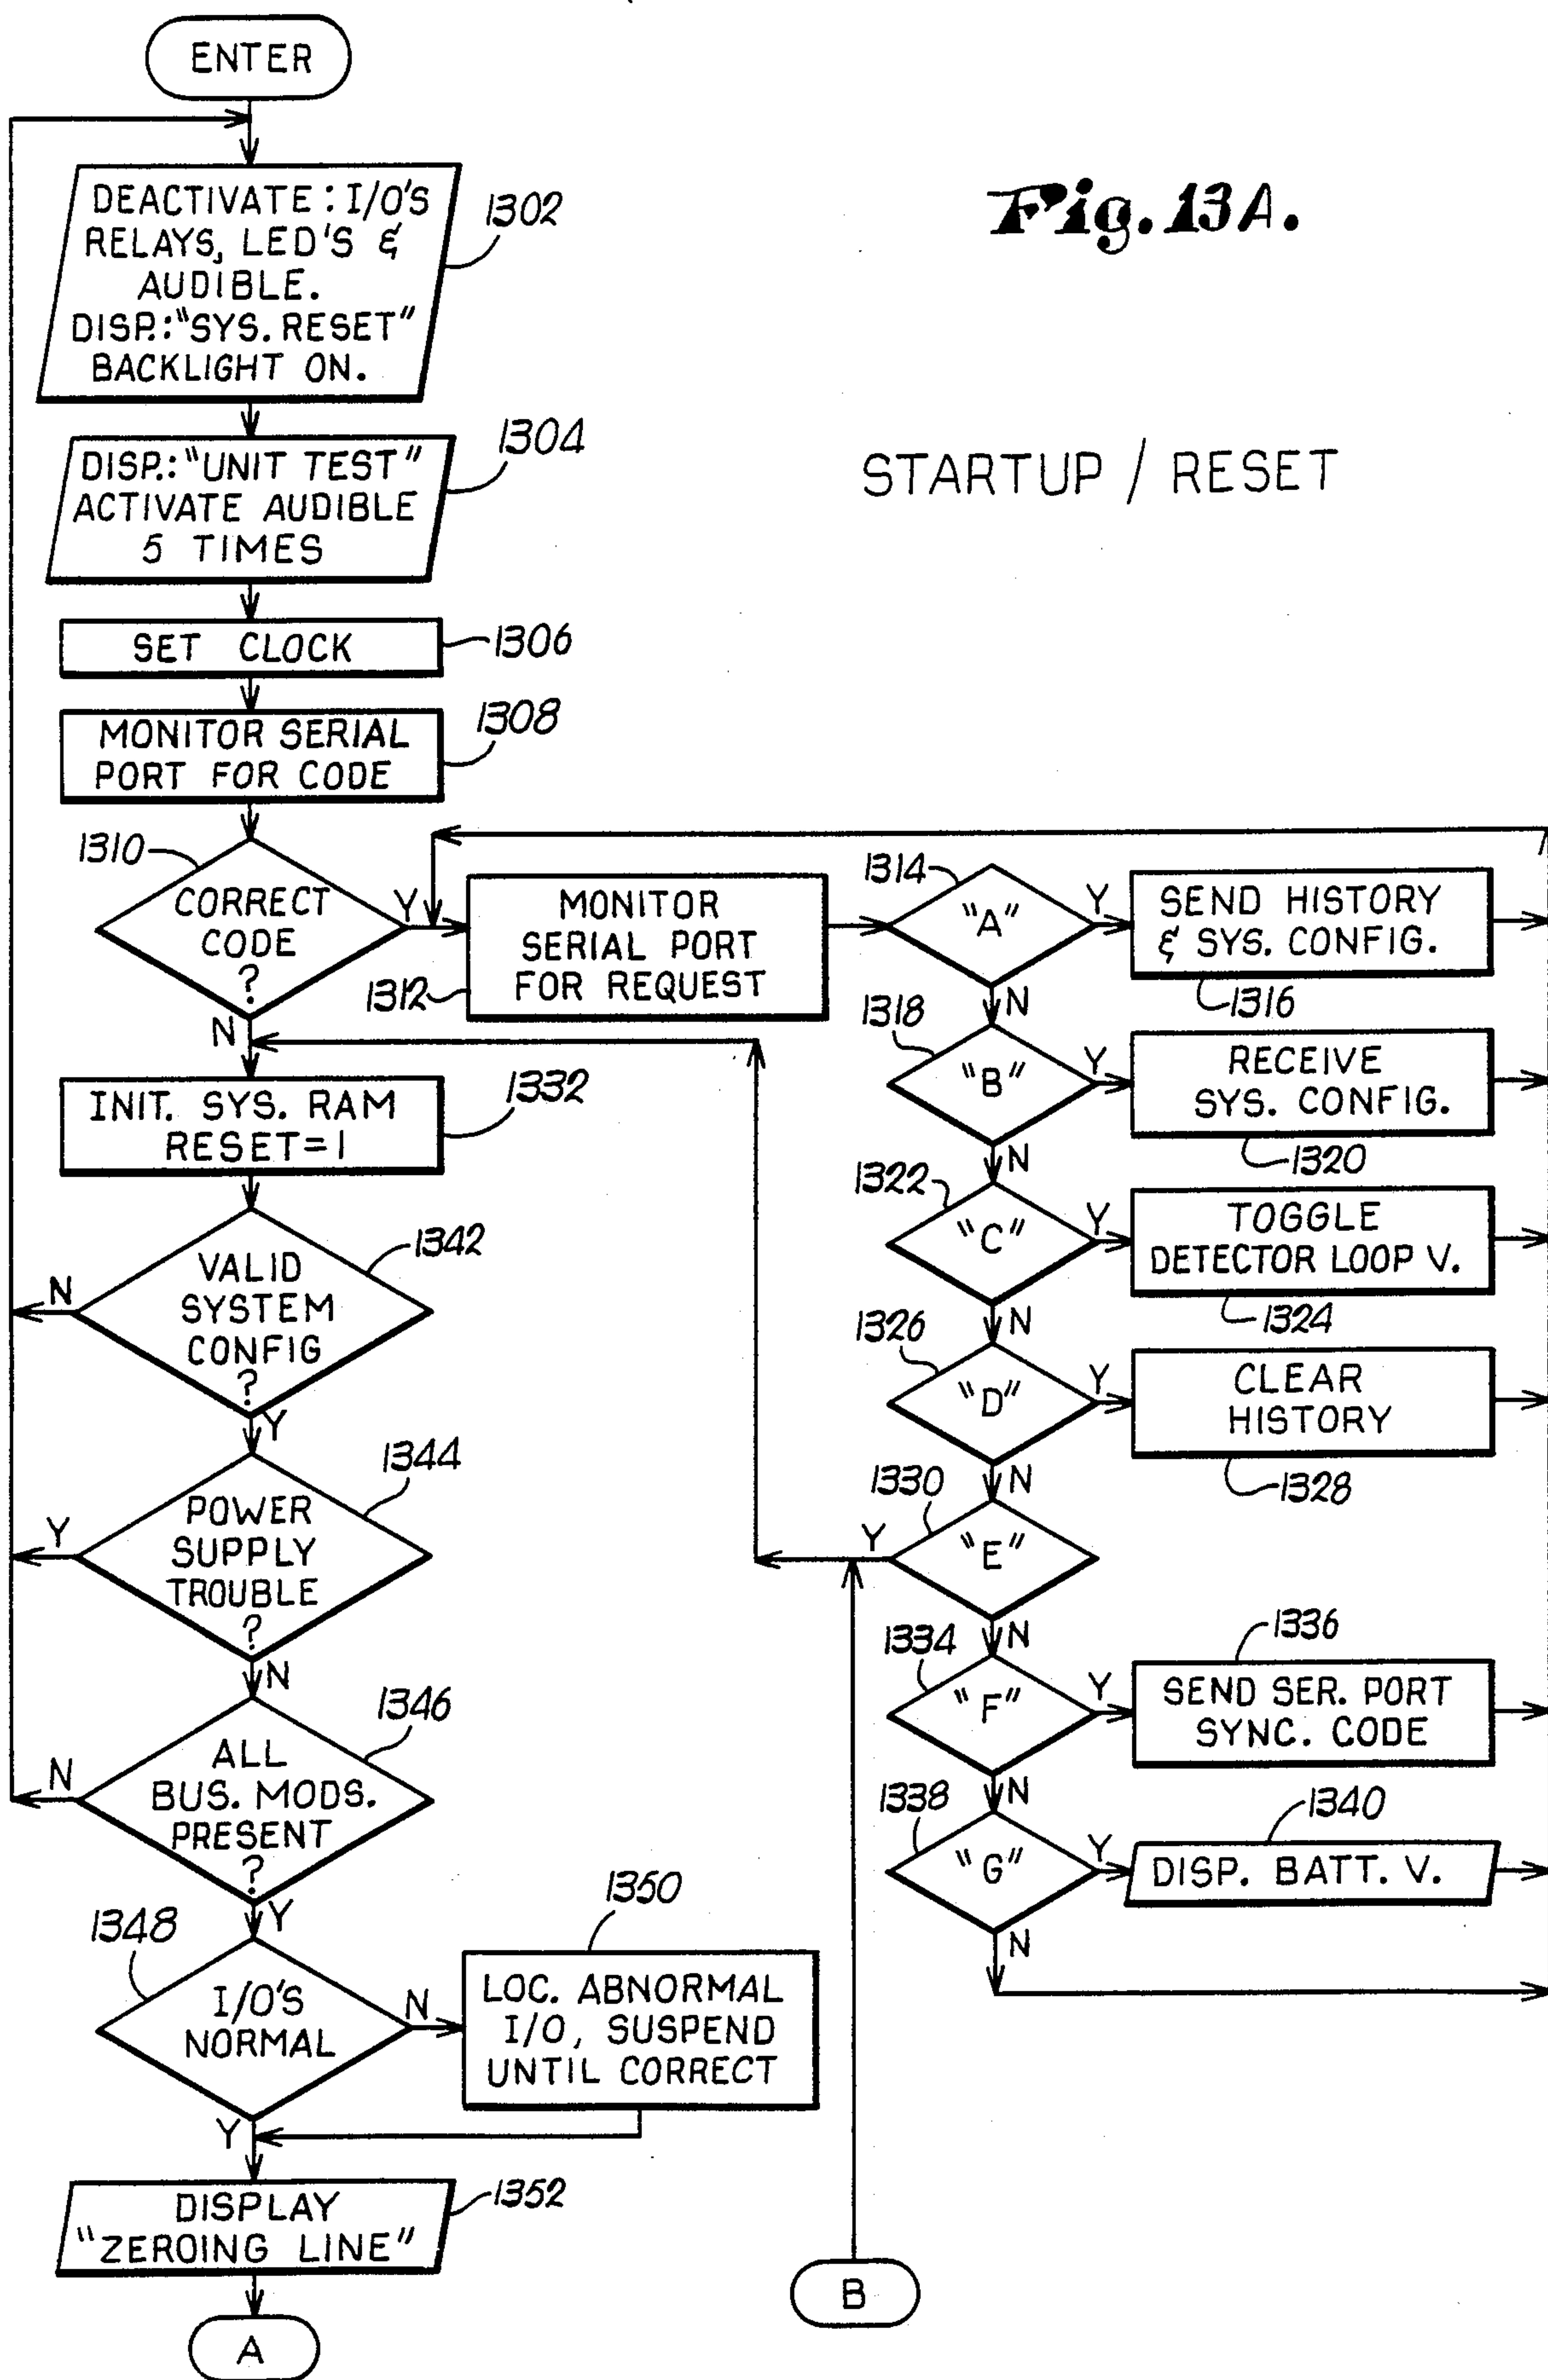 ENTER
Fig. 13A.
DEACTIVATE: I/O'S
RELAYS, LED'S &
AUDIBLE.
DISP.: "SYS. RESET"
BACKLIGHT ON.
1302
STARTUP / RESET
DISP.: "UNIT TEST"
ACTIVATE AUDIBLE
5 TIMES
1304
SET CLOCK
1306
MONITOR SERIAL
PORT FOR CODE
1308
1310
CORRECT
CODE
?
Y
N
MONITOR
SERIAL PORT
FOR REQUEST
1312
1314
"A"
Y
N
SEND HISTORY
& SYS. CONFIG.
1316
1318
"B"
Y
N
RECEIVE
SYS. CONFIG.
1320
1322
"C"
Y
N
TOGGLE
DETECTOR LOOP V.
1324
1326
"D"
Y
N
CLEAR
HISTORY
1328
1330
"E"
Y
N
1334
"F"
Y
N
1336
SEND SER. PORT
SYNC. CODE
1338
"G"
Y
N
1340
DISP. BATT. V.
INIT. SYS. RAM
RESET=1
1332
VALID
SYSTEM
CONFIG
?
1342
N
Y
POWER
SUPPLY
TROUBLE
?
1344
Y
N
ALL
BUS. MODS.
PRESENT
?
1346
N
Y
1348
I/O'S
NORMAL
N
Y
1350
LOC. ABNORMAL
I/O, SUSPEND
UNTIL CORRECT
DISPLAY
"ZEROING LINE"
1352
A
B